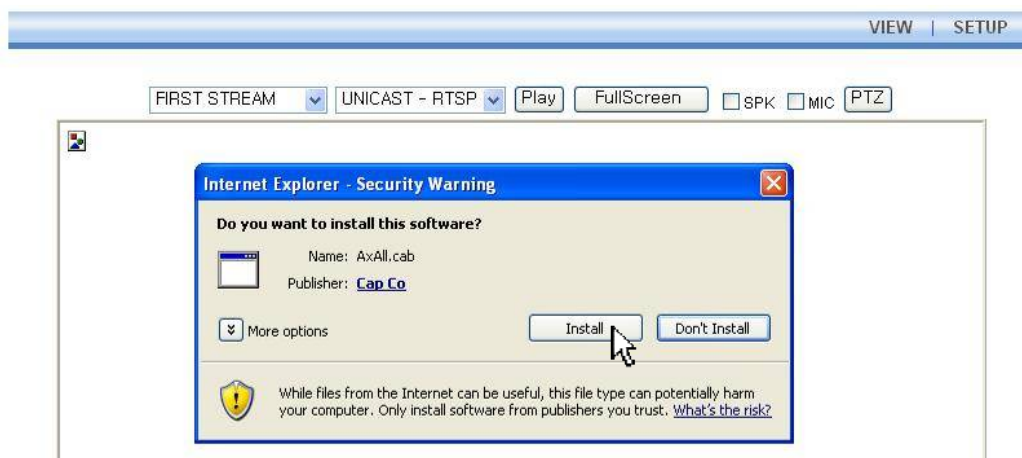 VIEW | SETUP
FIRST STREAM UNICAST - RTSP Play FullScreen SPK MIC PTZ
Internet Explorer - Security Warning
Do you want to install this software?
Name: AxAll.cab
Publisher: Cap Co
More options Install Don't Install
While files from the Internet can be useful, this file type can potentially harm
your computer. Only install software from publishers you trust. What's the risk?